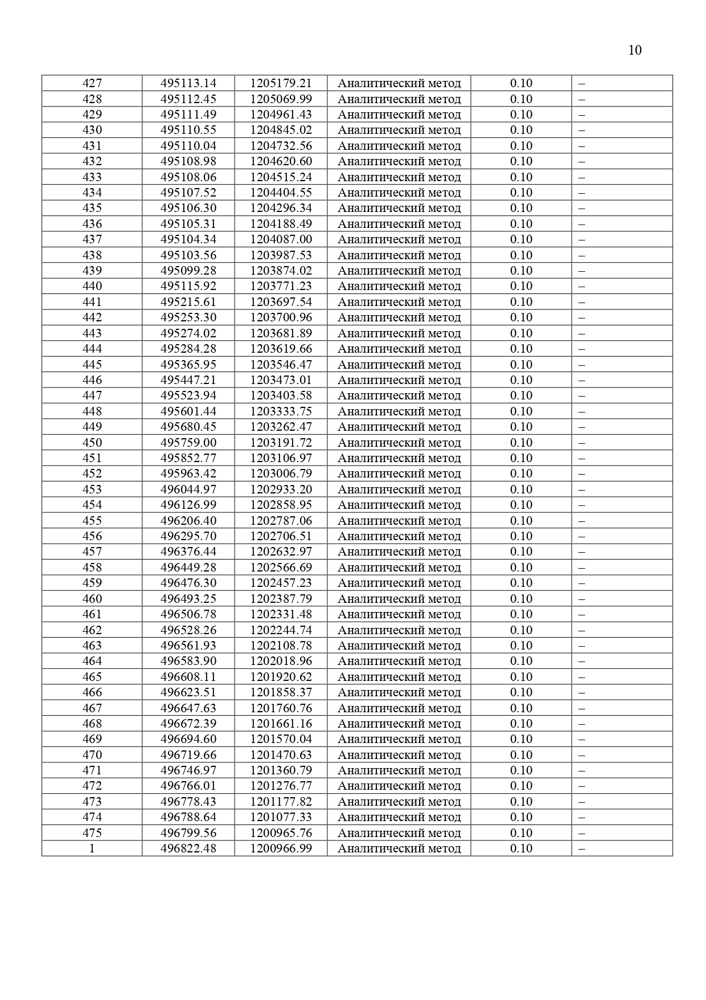 10
427 495113.14 1205179.21 Аналитический метод 0.10 –
428 495112.45 1205069.99 Аналитический метод 0.10 –
429 495111.49 1204961.43 Аналитический метод 0.10 –
430 495110.55 1204845.02 Аналитический метод 0.10 –
431 495110.04 1204732.56 Аналитический метод 0.10 –
432 495108.98 1204620.60 Аналитический метод 0.10 –
433 495108.06 1204515.24 Аналитический метод 0.10 –
434 495107.52 1204404.55 Аналитический метод 0.10 –
435 495106.30 1204296.34 Аналитический метод 0.10 –
436 495105.31 1204188.49 Аналитический метод 0.10 –
437 495104.34 1204087.00 Аналитический метод 0.10 –
438 495103.56 1203987.53 Аналитический метод 0.10 –
439 495099.28 1203874.02 Аналитический метод 0.10 –
440 495115.92 1203771.23 Аналитический метод 0.10 –
441 495215.61 1203697.54 Аналитический метод 0.10 –
442 495253.30 1203700.96 Аналитический метод 0.10 –
443 495274.02 1203681.89 Аналитический метод 0.10 –
444 495284.28 1203619.66 Аналитический метод 0.10 –
445 495365.95 1203546.47 Аналитический метод 0.10 –
446 495447.21 1203473.01 Аналитический метод 0.10 –
447 495523.94 1203403.58 Аналитический метод 0.10 –
448 495601.44 1203333.75 Аналитический метод 0.10 –
449 495680.45 1203262.47 Аналитический метод 0.10 –
450 495759.00 1203191.72 Аналитический метод 0.10 –
451 495852.77 1203106.97 Аналитический метод 0.10 –
452 495963.42 1203006.79 Аналитический метод 0.10 –
453 496044.97 1202933.20 Аналитический метод 0.10 –
454 496126.99 1202858.95 Аналитический метод 0.10 –
455 496206.40 1202787.06 Аналитический метод 0.10 –
456 496295.70 1202706.51 Аналитический метод 0.10 –
457 496376.44 1202632.97 Аналитический метод 0.10 –
458 496449.28 1202566.69 Аналитический метод 0.10 –
459 496476.30 1202457.23 Аналитический метод 0.10 –
460 496493.25 1202387.79 Аналитический метод 0.10 –
461 496506.78 1202331.48 Аналитический метод 0.10 –
462 496528.26 1202244.74 Аналитический метод 0.10 –
463 496561.93 1202108.78 Аналитический метод 0.10 –
464 496583.90 1202018.96 Аналитический метод 0.10 –
465 496608.11 1201920.62 Аналитический метод 0.10 –
466 496623.51 1201858.37 Аналитический метод 0.10 –
467 496647.63 1201760.76 Аналитический метод 0.10 –
468 496672.39 1201661.16 Аналитический метод 0.10 –
469 496694.60 1201570.04 Аналитический метод 0.10 –
470 496719.66 1201470.63 Аналитический метод 0.10 –
471 496746.97 1201360.79 Аналитический метод 0.10 –
472 496766.01 1201276.77 Аналитический метод 0.10 –
473 496778.43 1201177.82 Аналитический метод 0.10 –
474 496788.64 1201077.33 Аналитический метод 0.10 –
475 496799.56 1200965.76 Аналитический метод 0.10 –
1 496822.48 1200966.99 Аналитический метод 0.10 –